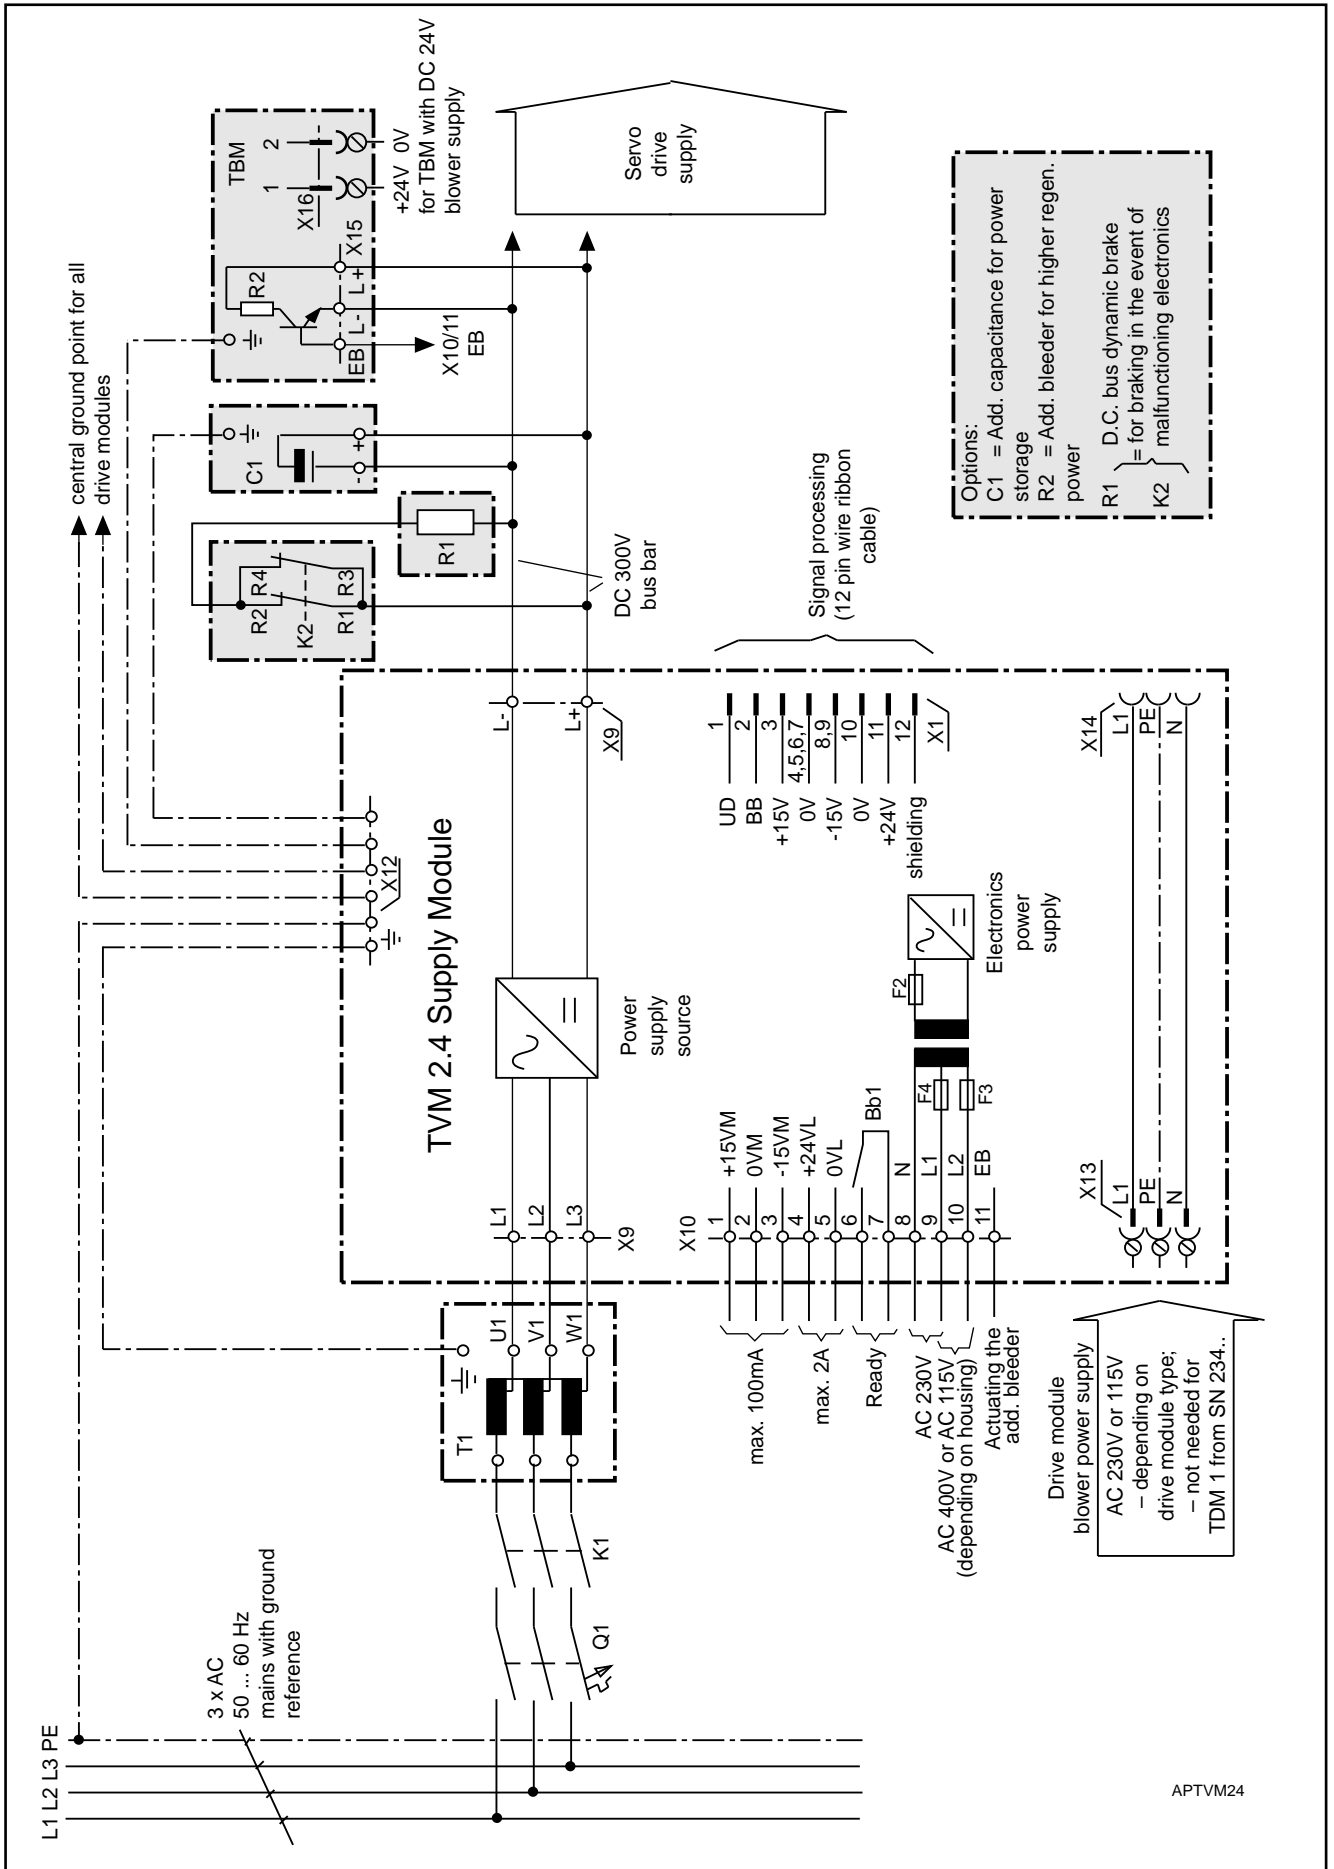 L1 L2 L3 PE
3 x AC
50 ... 60 Hz
mains with ground
reference
Q1
K1
T1
U1
V1
W1
central ground point for all
drive modules
TVM 2.4 Supply Module
X12
L1
L2
L3
X9
Power
supply
source
L-
L+
X9
DC 300V
bus bar
R2
R4
K2
R1
R3
R1
C1
-
+
TBM
R2
EB
L-
L+
X15
X16
1
2
+24V 0V
for TBM with DC 24V
blower supply
X10/11
EB
Servo
drive
supply
X10
1
+15VM
2
0VM
3
-15VM
4
+24VL
5
0VL
6
7
Bb1
8
N
9
L1
10
L2
11
EB
max. 100mA
max. 2A
Ready
AC 230V
AC 400V or AC 115V
(depending on housing)
Actuating the
add. bleeder
F4
F3
F2
Electronics
power
supply
UD
1
BB
2
+15V
3
0V
4,5,6,7
-15V
8,9
0V
10
+24V
11
shielding
12
X1
Signal processing
(12 pin wire ribbon
cable)
X13
L1
PE
N
X14
L1
PE
N
Drive module
blower power supply
AC 230V or 115V
– depending on
drive module type;
– not needed for
TDM 1 from SN 234..
Options:
C1 = Add. capacitance for power
storage
R2 = Add. bleeder for higher regen.
power
R1
K2
D.C. bus dynamic brake
= for braking in the event of
malfunctioning electronics
APTVM24